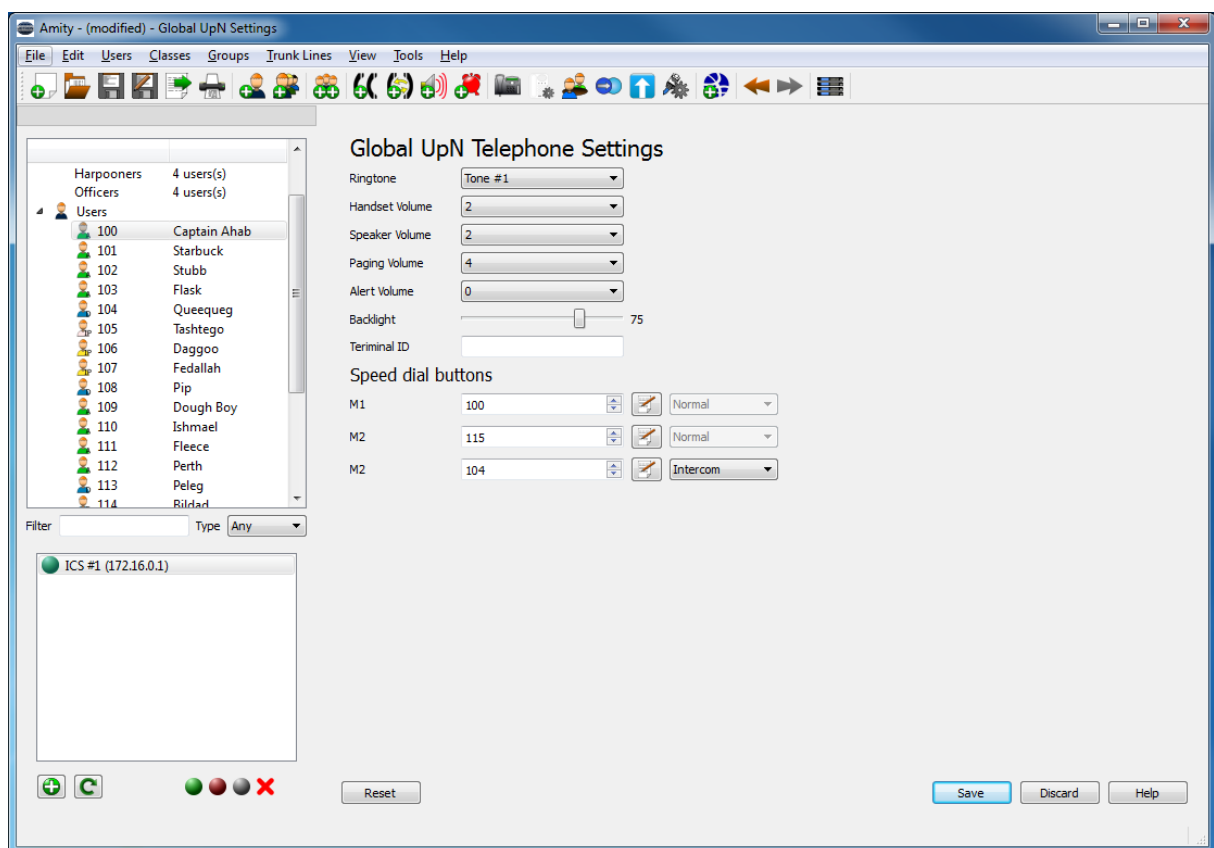 Amity - (modified) - Global UpN Settings
File Edit Users Classes Groups Trunk Lines View Tools Help
Harpooners 4 users(s)
Officers 4 users(s)
Users
100 Captain Ahab
101 Starbuck
102 Stubb
103 Flask
104 Queequeg
105 Tashtego
106 Daggoo
107 Fedallah
108 Pip
109 Dough Boy
110 Ishmael
111 Fleece
112 Perth
113 Peleg
114 Bildad
Filter Type Any
ICS #1 (172.16.0.1)
Global UpN Telephone Settings
Ringtone Tone #1
Handset Volume 2
Speaker Volume 2
Paging Volume 4
Alert Volume 0
Backlight 75
Teriminal ID
Speed dial buttons
M1 100 Normal
M2 115 Normal
M2 104 Intercom
Reset Save Discard Help